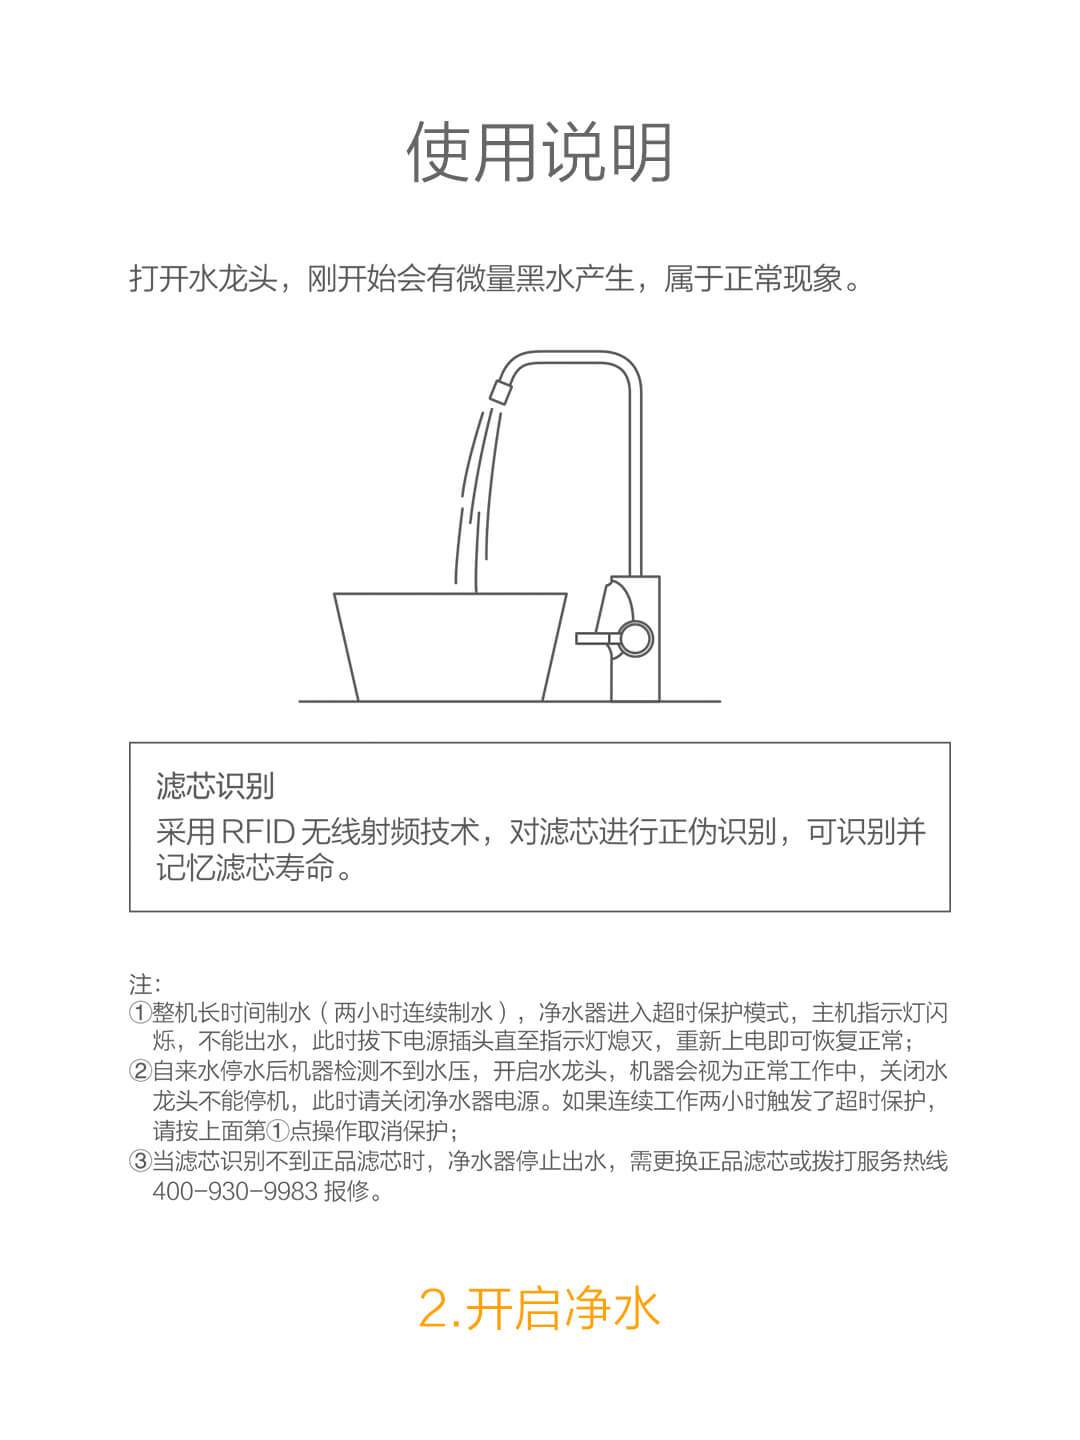 使用说明
打开水龙头，刚开始会有微量黑水产生，属于正常现象。
滤芯识别
采用 RFID 无线射频技术，对滤芯进行正伪识别，可识别并
记忆滤芯寿命。
注：
①整机长时间制水（两小时连续制水），净水器进入超时保护模式，主机指示灯闪
烁，不能出水，此时拔下电源插头直至指示灯熄灭，重新上电即可恢复正常；
②自来水停水后机器检测不到水压，开启水龙头，机器会视为正常工作中，关闭水
龙头不能停机，此时请关闭净水器电源。如果连续工作两小时触发了超时保护，
请按上面第①点操作取消保护；
③当滤芯识别不到正品滤芯时，净水器停止出水，需更换正品滤芯或拨打服务热线
400-930-9983 报修。
2.开启净水